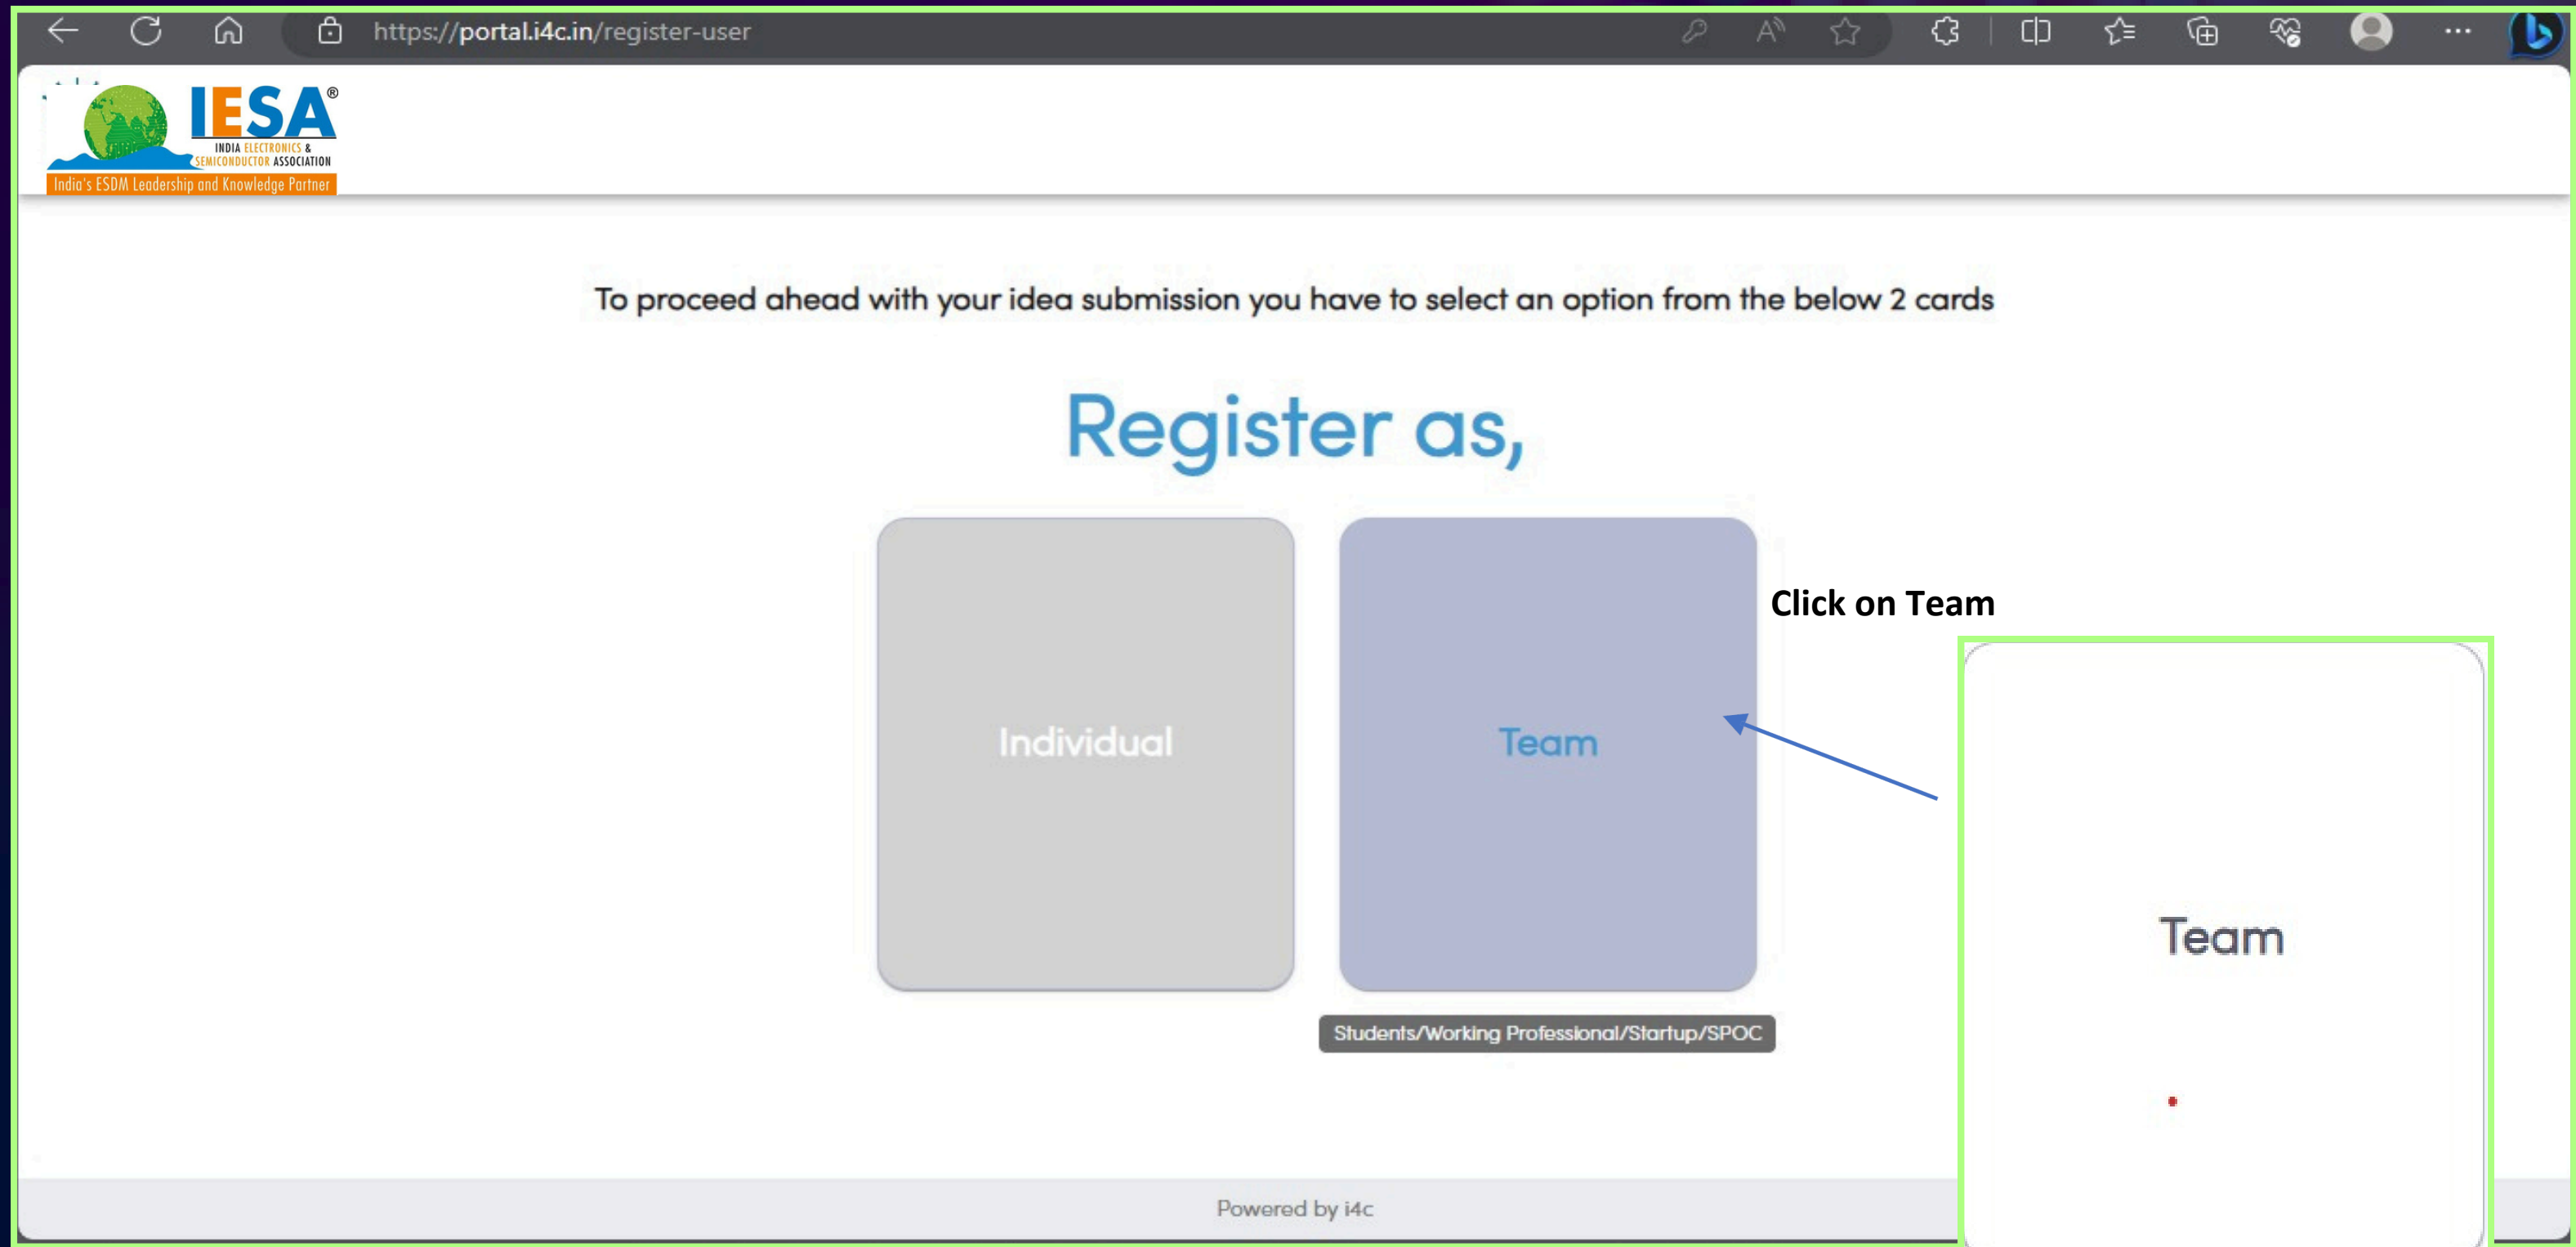 https://portal.i4c.in/register-user
IESA®
INDIA ELECTRONICS &
SEMICONDUCTOR ASSOCIATION
India's ESDM Leadership and Knowledge Partner
To proceed ahead with your idea submission you have to select an option from the below 2 cards
Register as,
Click on Team
Individual
Team
Team
Students/Working Professional/Startup/SPOC
Powered by i4c